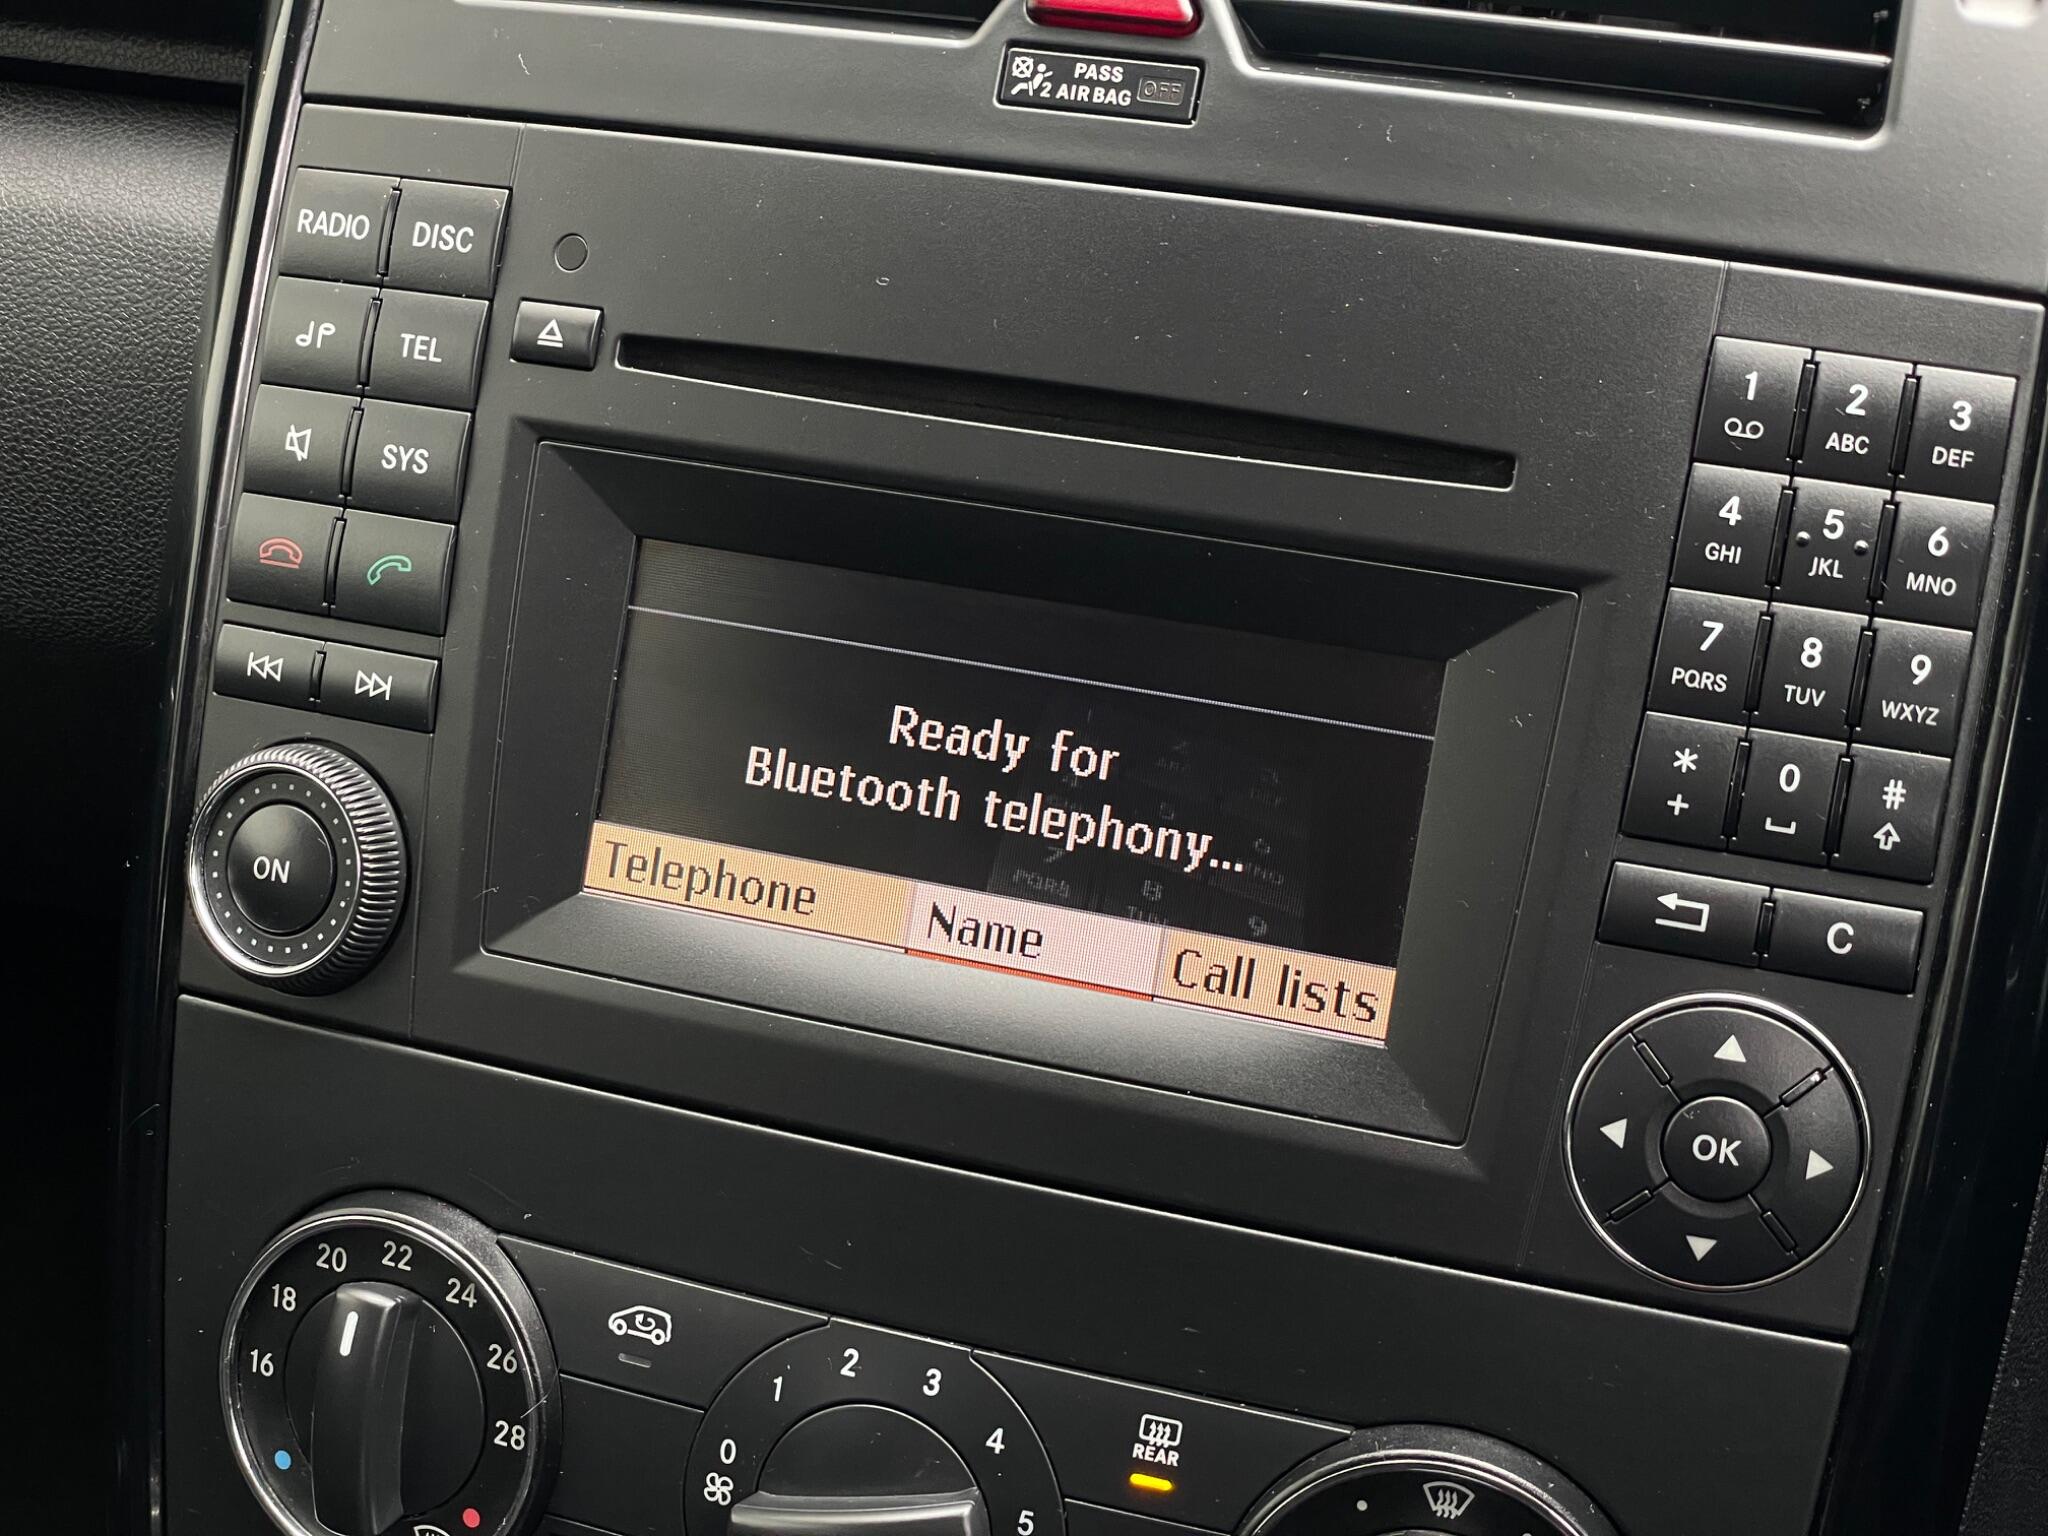 PASS
2 AIRBAG OFF
RADIO DISC
TEL
SYS
ON
1
2 ABC
3 DEF
4 GHI
5 JKL
6 MNO
7 PQRS
8 TUV
9 WXYZ
* +
0
#
C
OK
Ready for
Bluetooth telephony...
Telephone Name Call lists
16 18 20 22 24 26 28
0 1 2 3 4 5
REAR